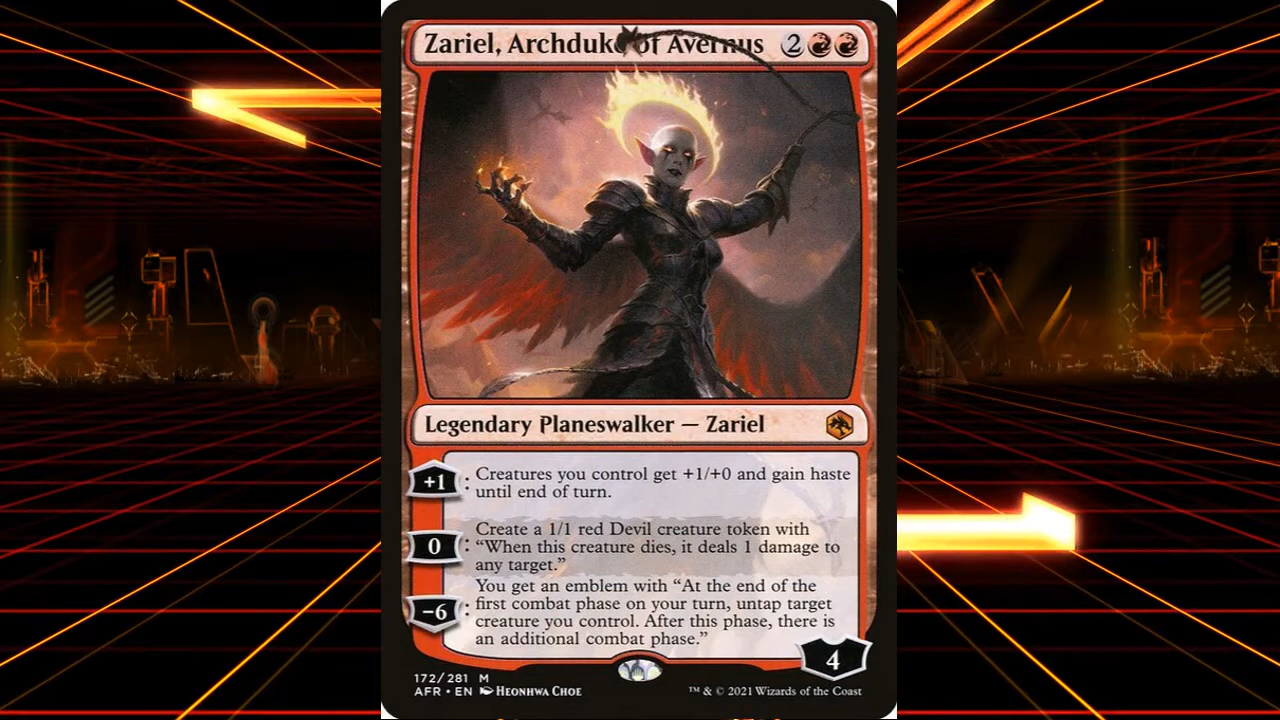 Zariel, Archduke of Avernus 2
Legendary Planeswalker — Zariel
+1: Creatures you control get +1/+0 and gain haste
until end of turn.
Create a 1/1 red Devil creature token with
0: “When this creature dies, it deals 1 damage to
any target.”
You get an emblem with “At the end of the
−6: first combat phase on your turn, untap target
creature you control. After this phase, there is
an additional combat phase.”
4
172/281 M
AFR • EN Heonhwa Choe
™ & © 2021 Wizards of the Coast